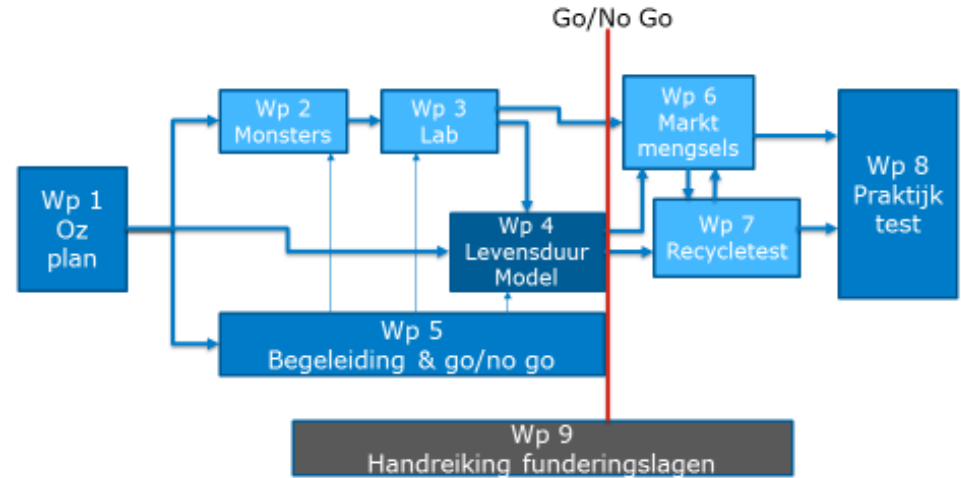 Go/No Go
Wp 1
Oz
plan
Wp 2
Monsters
Wp 3
Lab
Wp 4
Levensduur
Model
Wp 5
Begeleiding & go/no go
Wp 6
Markt
mengsels
Wp 7
Recycletest
Wp 8
Praktijk
test
Wp 9
Handreiking funderingslagen